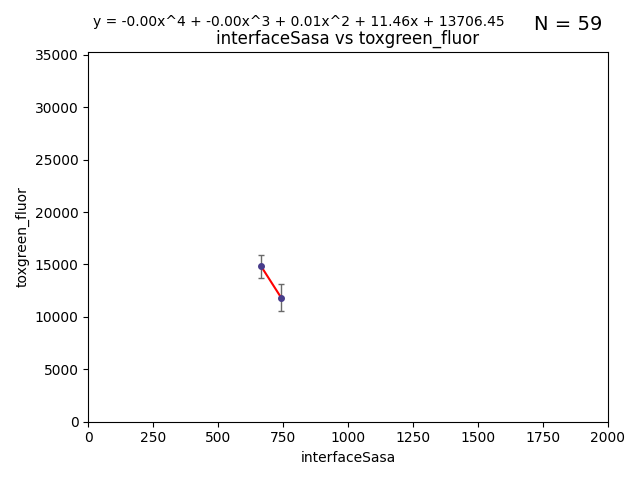 y = -0.00x^4 + -0.00x^3 + 0.01x^2 + 11.46x + 13706.45
N = 59
interfaceSasa vs toxgreen_fluor
35000
30000
25000
20000
15000
10000
5000
0
toxgreen_fluor
0 250 500 750 1000 1250 1500 1750 2000
interfaceSasa